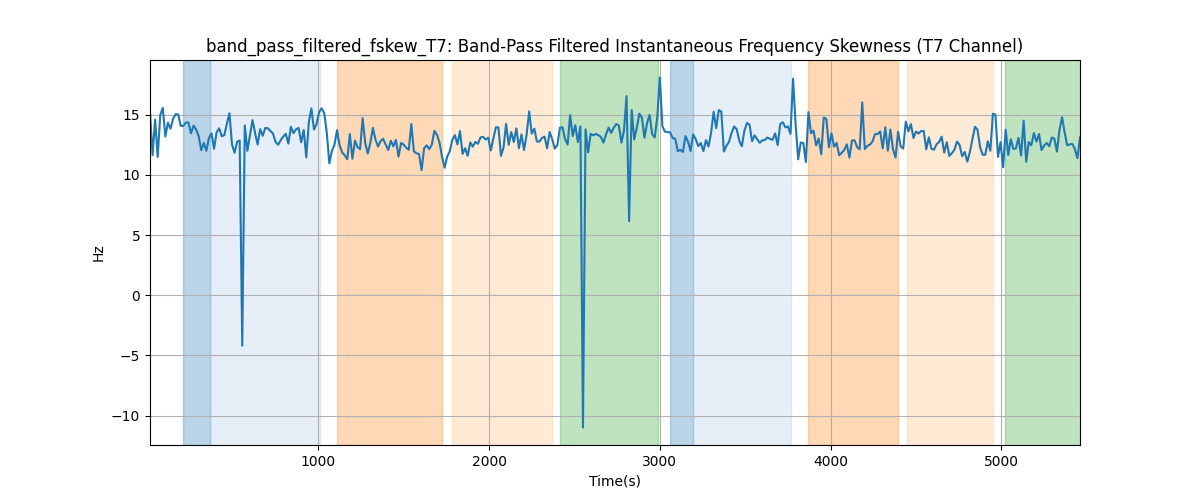 band_pass_filtered_fskew_T7: Band-Pass Filtered Instantaneous Frequency Skewness (T7 Channel)
15
10
5
0
−5
−10
Hz
1000 2000 3000 4000 5000
Time(s)